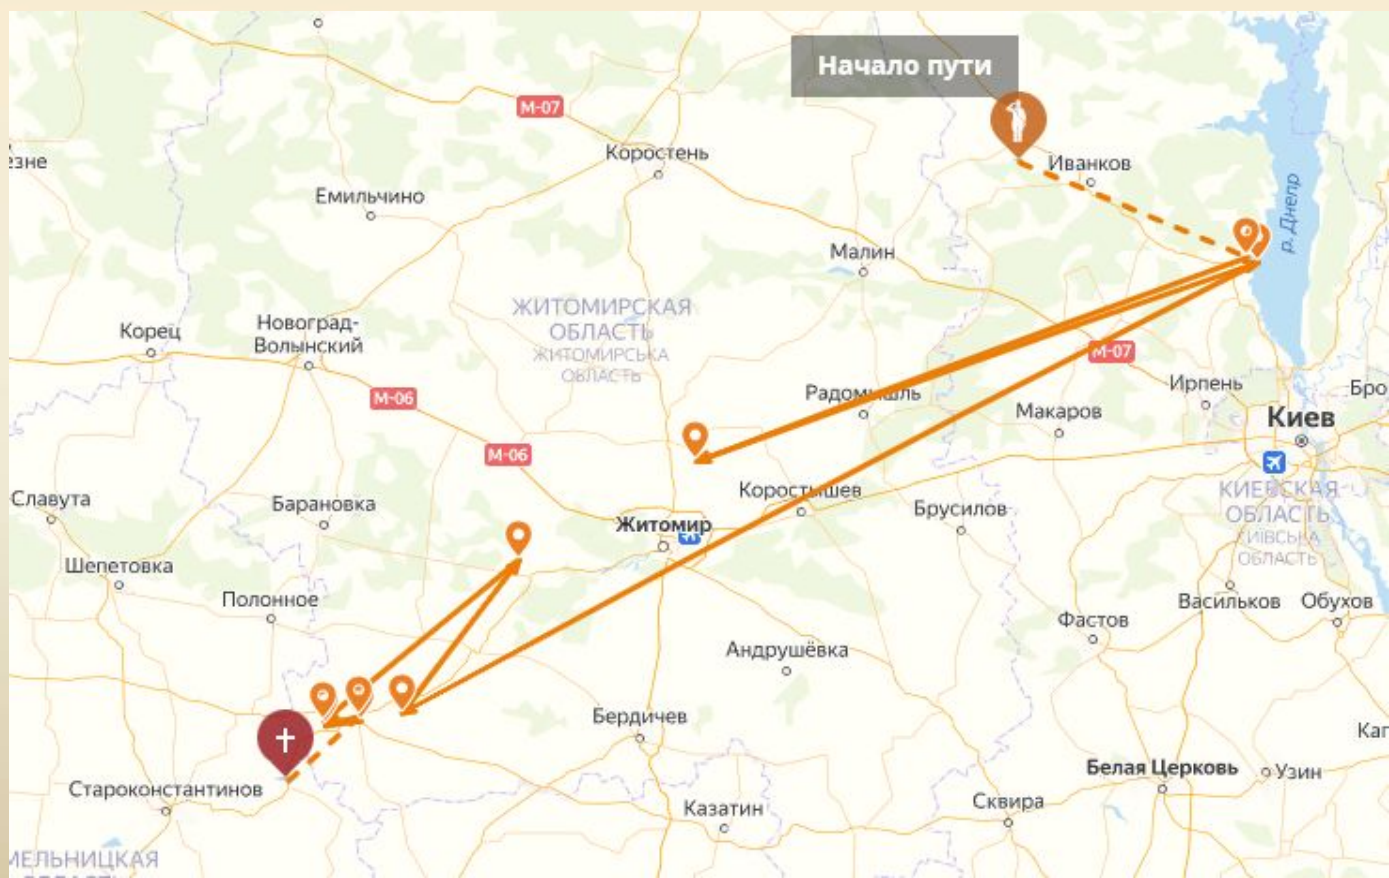 Начало пути
М-07
Коростень
Иванков
Емильчино
р. Днепр
Малин
ЖИТОМИРСКАЯ
ОБЛАСТЬ
ЖИТОМИРСЬКА
ОБЛАСТЬ
Корец
Новоград-
Волынский
М-07
Радомышль
Ирпень
Бро
М-06
Макаров
Киев
М-06
Славута
Барановка
Коростышев
Брусилов
КИЕВСКАЯ
ОБЛАСТЬ
КИЇВСЬКА
ОБЛАСТЬ
Житомир
Шепетовка
Полонное
Васильков
Обухов
Фастов
Андрушёвка
Бердичев
Староконстантинов
Казатин
Белая Церковь
Узин
Сквира